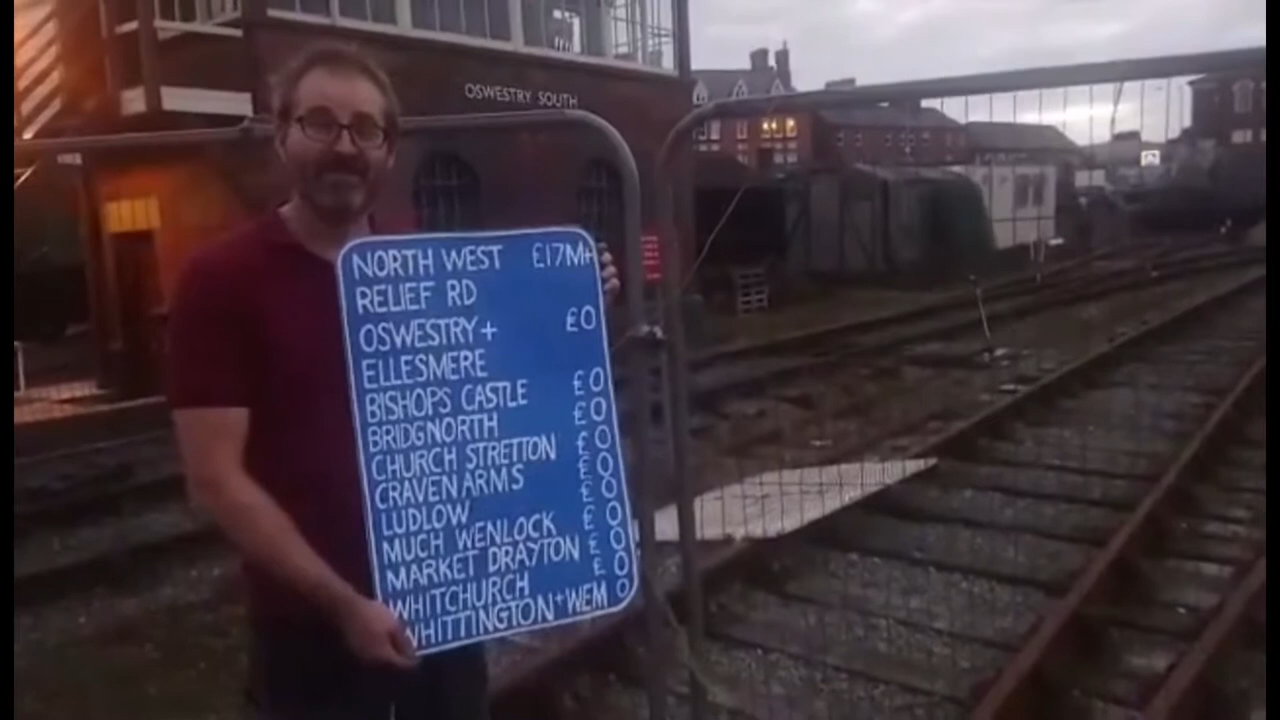 OSWESTRY SOUTH
NORTH WEST £17M+
RELIEF RD
OSWESTRY + £0
ELLESMERE
BISHOPS CASTLE £0
BRIDGNORTH £0
CHURCH STRETTON £0
CRAVEN ARMS £0
LUDLOW £0
MUCH WENLOCK £0
MARKET DRAYTON £0
WHITCHURCH £0
WHITTINGTON + WEM 0